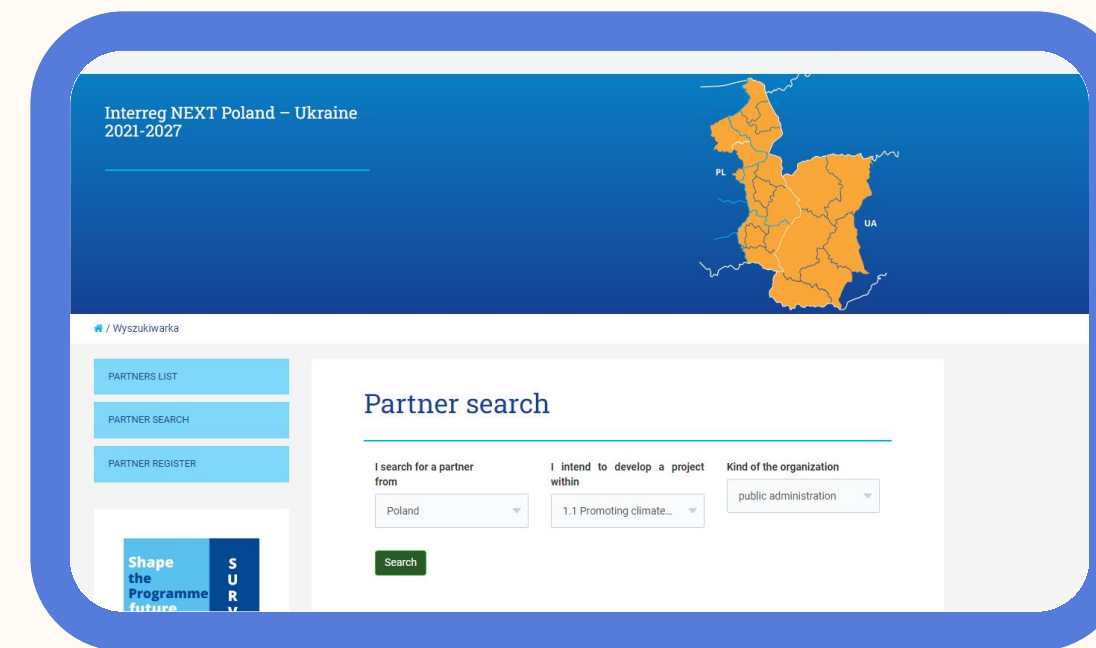 Interreg NEXT Poland – Ukraine
2021-2027
PL
UA
/ Wyszukiwarka
PARTNERS LIST
PARTNER SEARCH
PARTNER REGISTER
Partner search
I search for a partner
from
Poland
I intend to develop a project
within
1.1 Promoting climate...
Kind of the organization
public administration
Search
Shape
the
Programme
future
S
U
R
V